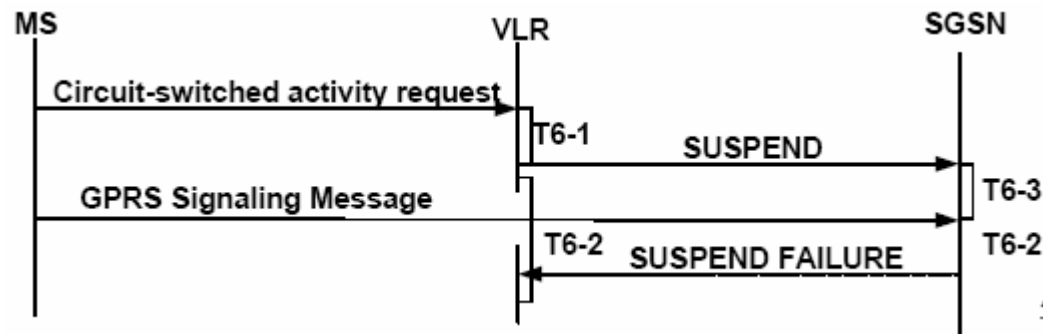 MS
VLR
SGSN
Circuit-switched activity request
T6-1
SUSPEND
GPRS Signaling Message
T6-3
T6-2
T6-2
SUSPEND FAILURE